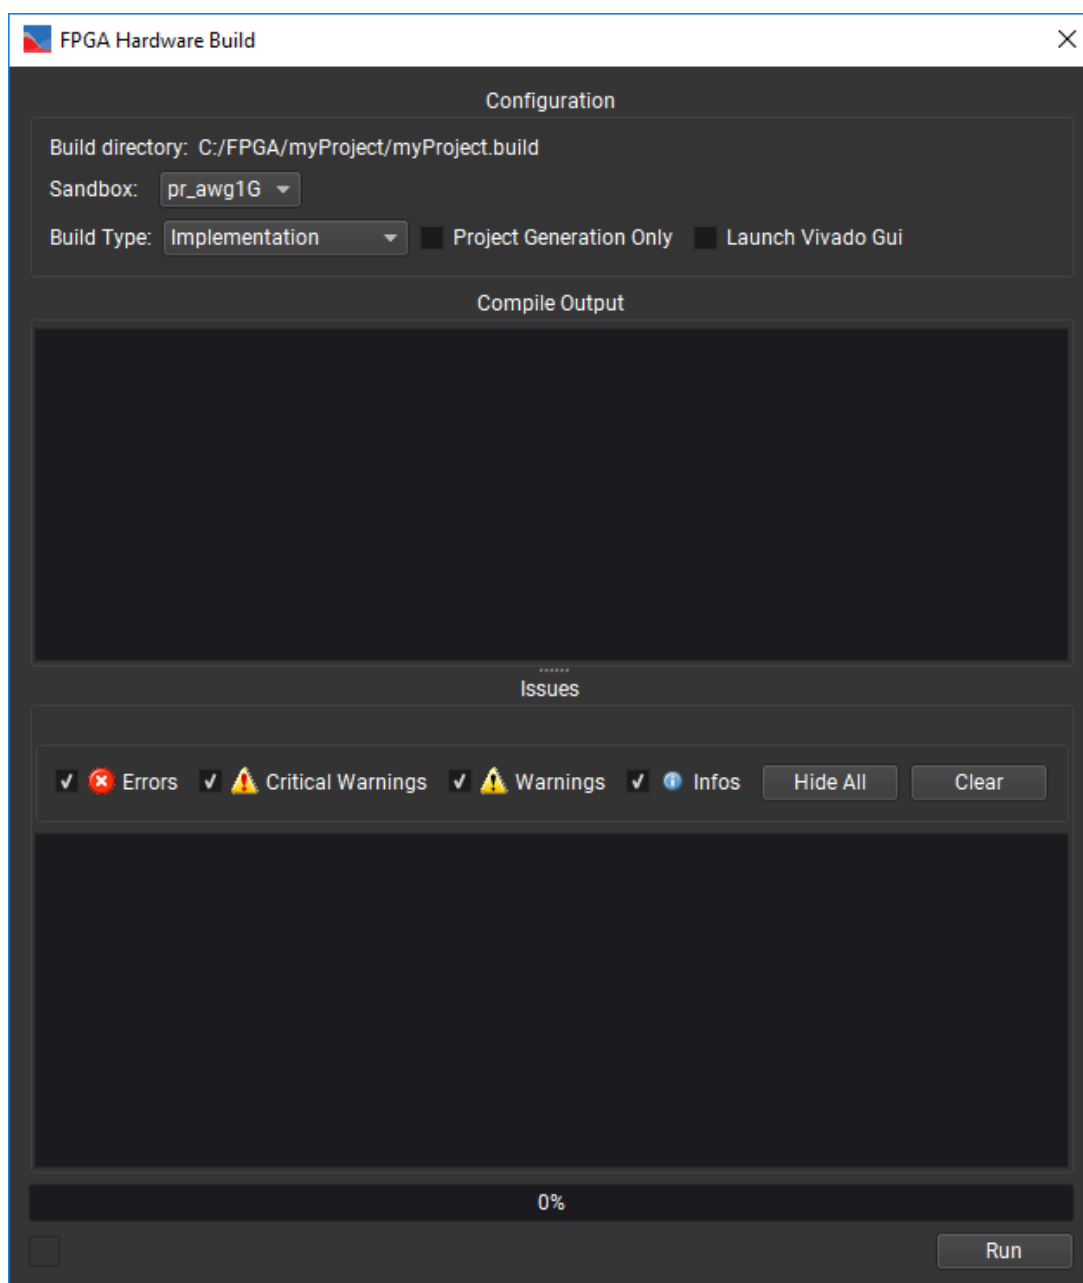 FPGA Hardware Build
Configuration
Build directory: C:/FPGA/myProject/myProject.build
Sandbox: pr_awg1G
Build Type: Implementation Project Generation Only Launch Vivado Gui
Compile Output
Issues
Errors Critical Warnings Warnings Infos Hide All Clear
0%
Run